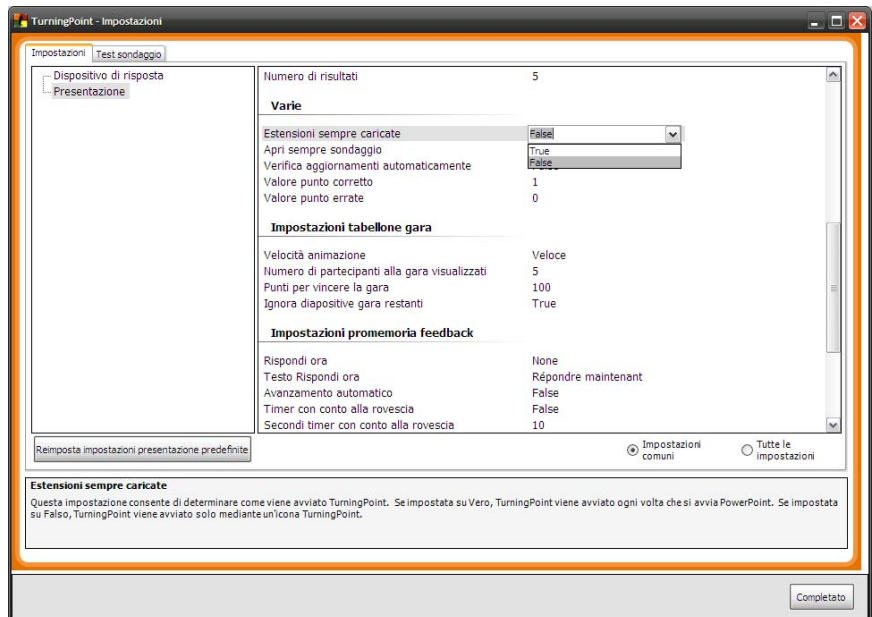 TurningPoint - Impostazioni
Impostazioni
Test sondaggio
Dispositivo di risposta
Presentazione
Numero di risultati 5
Varie
Estensioni sempre caricate False
Apri sempre sondaggio True
False
Verifica aggiornamenti automaticamente
Valore punto corretto 1
Valore punto errate 0
Impostazioni tabellone gara
Velocità animazione Veloce
Numero di partecipanti alla gara visualizzati 5
Punti per vincere la gara 100
Ignora diapositive gara restanti True
Impostazioni promemoria feedback
Rispondi ora None
Testo Rispondi ora Répondre maintenant
Avanzamento automatico False
Timer con conto alla rovescia False
Secondi timer con conto alla rovescia 10
Reimposta impostazioni presentazione predefinite
Impostazioni
comuni
Tutte le
impostazioni
Estensioni sempre caricate
Questa impostazione consente di determinare come viene avviato TurningPoint. Se impostata su Vero, TurningPoint viene avviato ogni volta che si avvia PowerPoint. Se impostata
su Falso, TurningPoint viene avviato solo mediante un'icona TurningPoint.
Completato